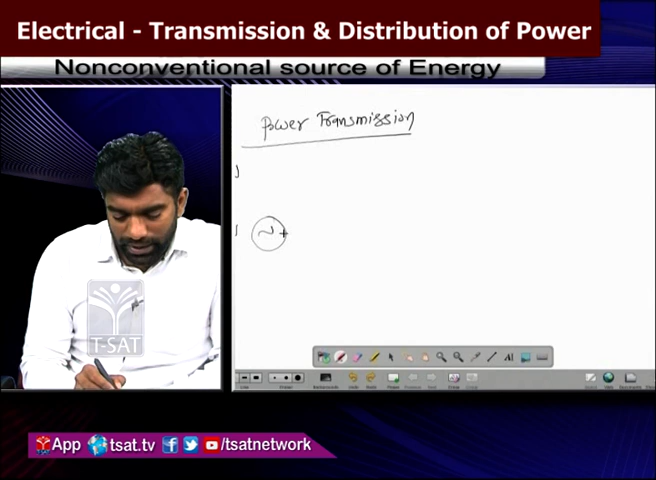 Electrical - Transmission & Distribution of Power
Nonconventional source of Energy
Power Transmission
T-SAT
App tsat.tv /tsatnetwork